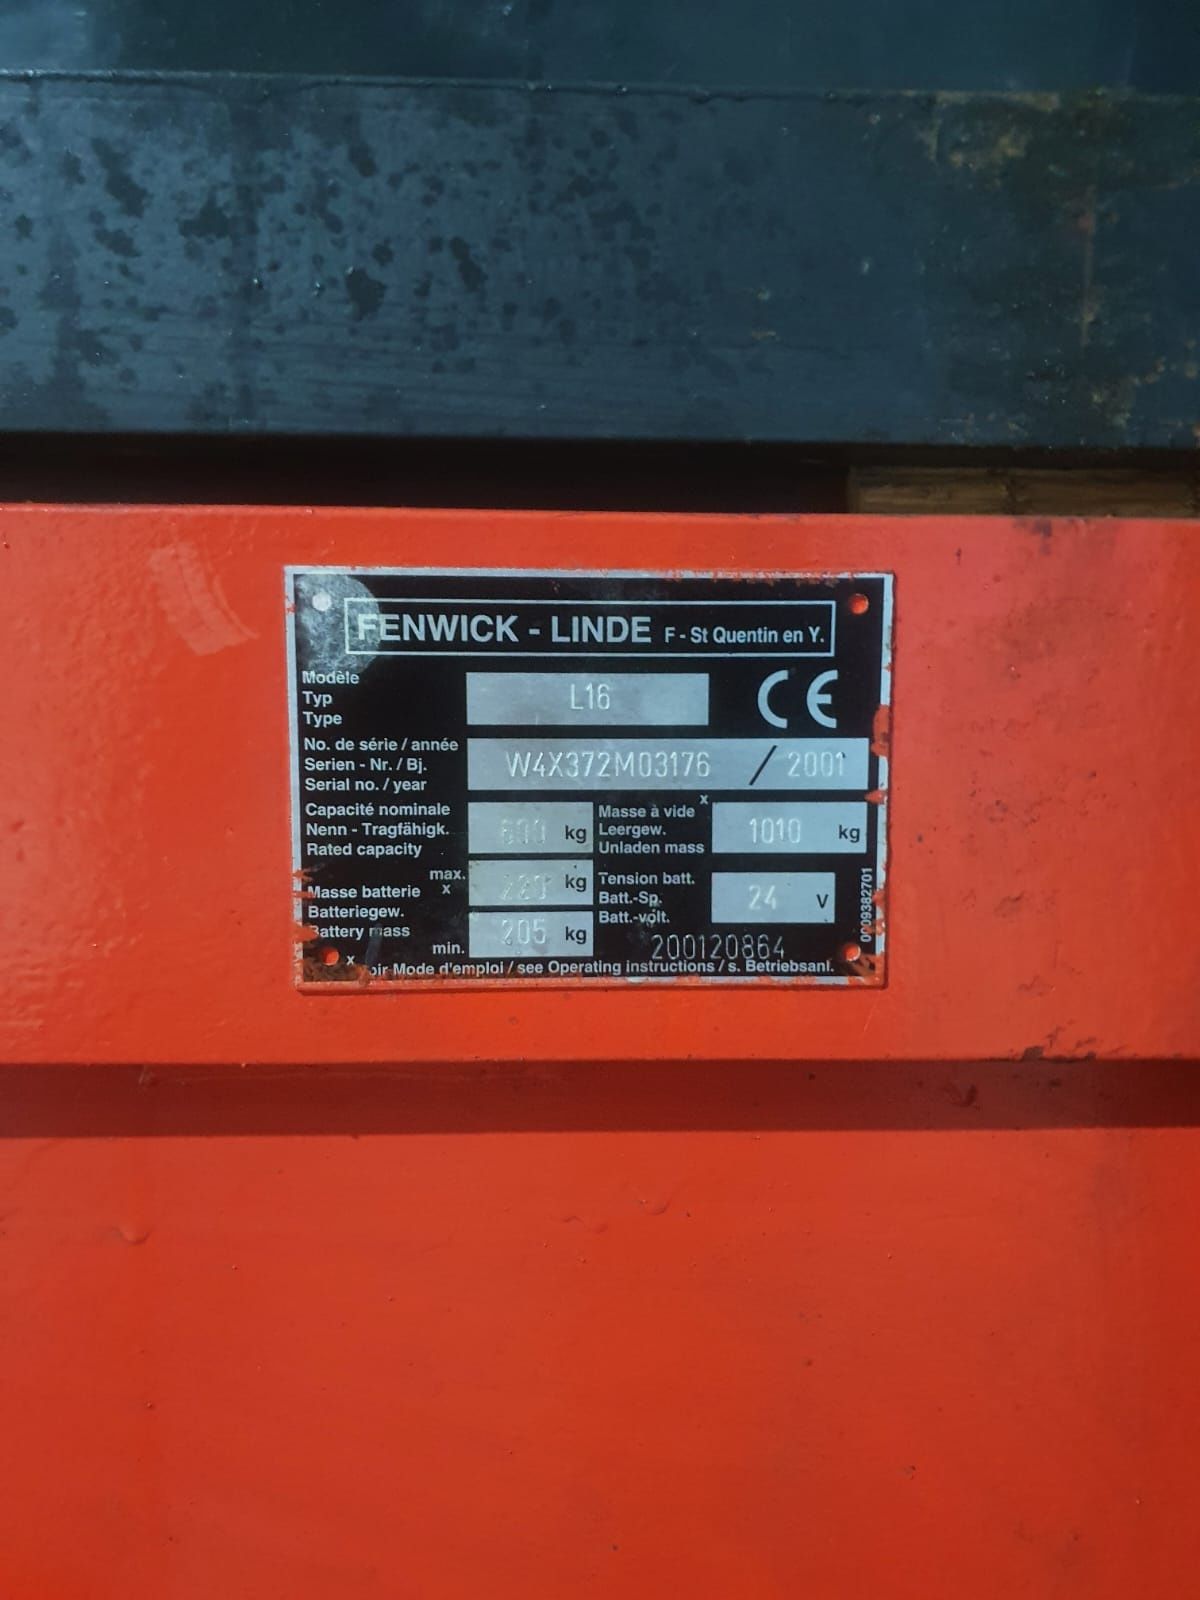 FENWICK - LINDE F - St Quentin en Y.
Modèle
Typ
Type
L16
CE
No. de série / année
Serien - Nr. / Bj.
Serial no. / year
W4X372M03176 / 2001
Capacité nominale
Nenn - Tragfähigk.
Rated capacity
kg
Masse à vide x
Leergew.
Unladen mass
1010 kg
Masse batterie x
Batteriegew.
Battery mass
max.
kg
min.
205 kg
Tension batt.
Batt.-Sp.
Batt.-volt.
24 V
200120864
0009382701
x oir Mode d'emploi / see Operating instructions / s. Betriebsanl.